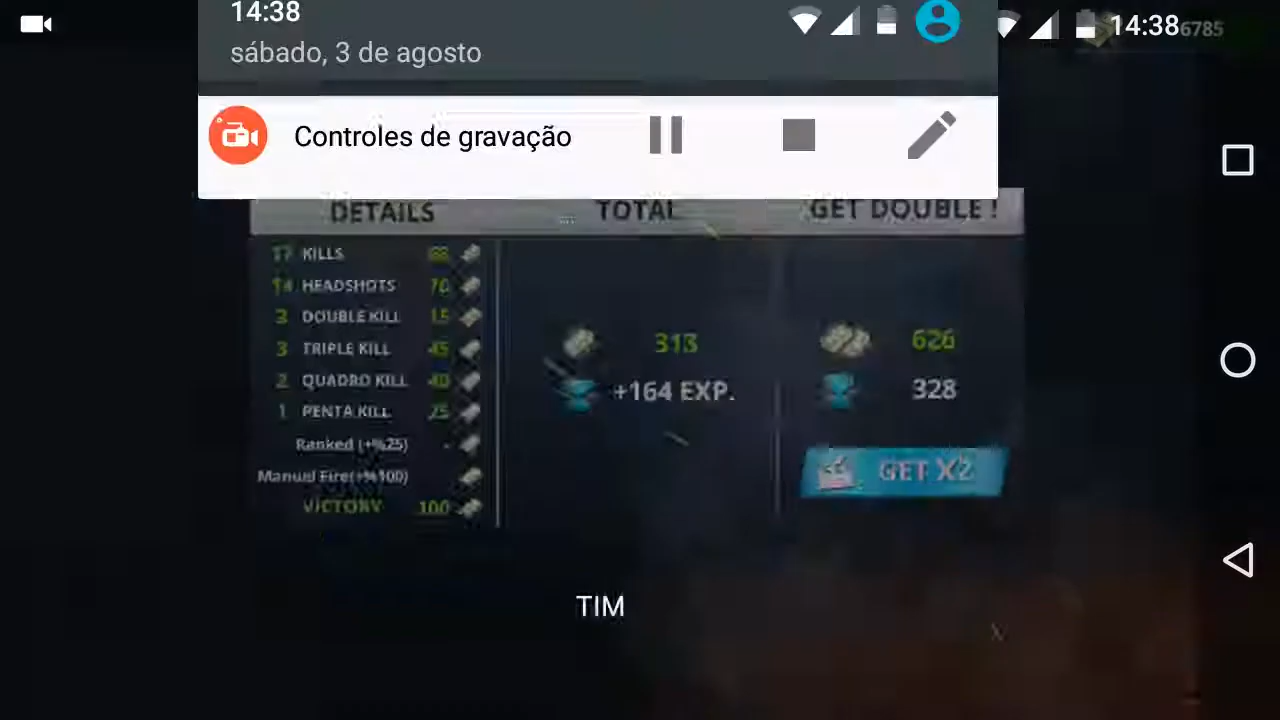 14:38
14:38 6785
sábado, 3 de agosto
Controles de gravação
DETAILS TOTAL GET DOUBLE !
17 KILLS
14 HEADSHOTS 70
3 DOUBLE KILL 15
3 TRIPLE KILL 45
2 QUADRO KILL 40
1 PENTA KILL 25
Ranked (+%25) -
Manuel Fire(+%100)
VICTORY 100
313
+164 EXP.
626
328
GET X2
TIM